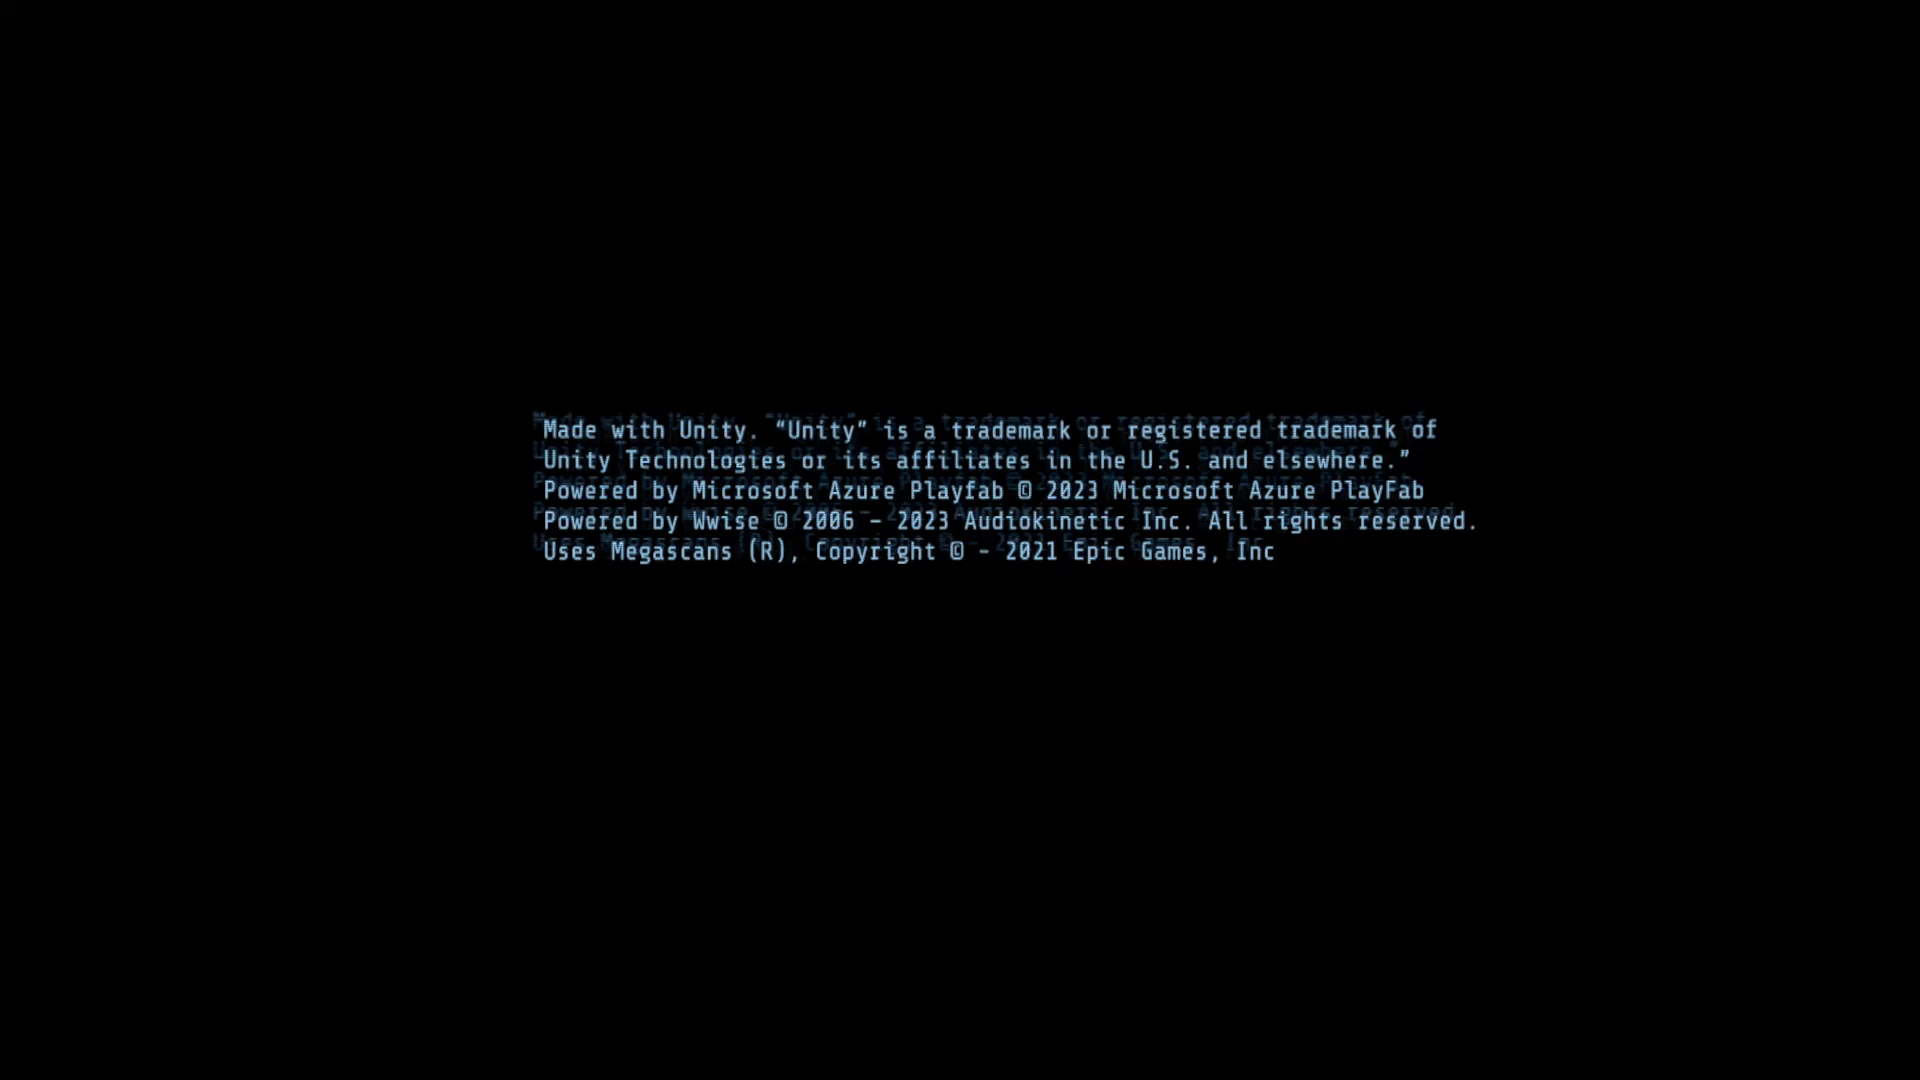 Made with Unity. “Unity” is a trademark or registered trademark of
Unity Technologies or its affiliates in the U.S. and elsewhere.”
Powered by Microsoft Azure Playfab © 2023 Microsoft Azure PlayFab
Powered by Wwise © 2006 – 2023 Audiokinetic Inc. All rights reserved.
Uses Megascans (R), Copyright © - 2021 Epic Games, Inc